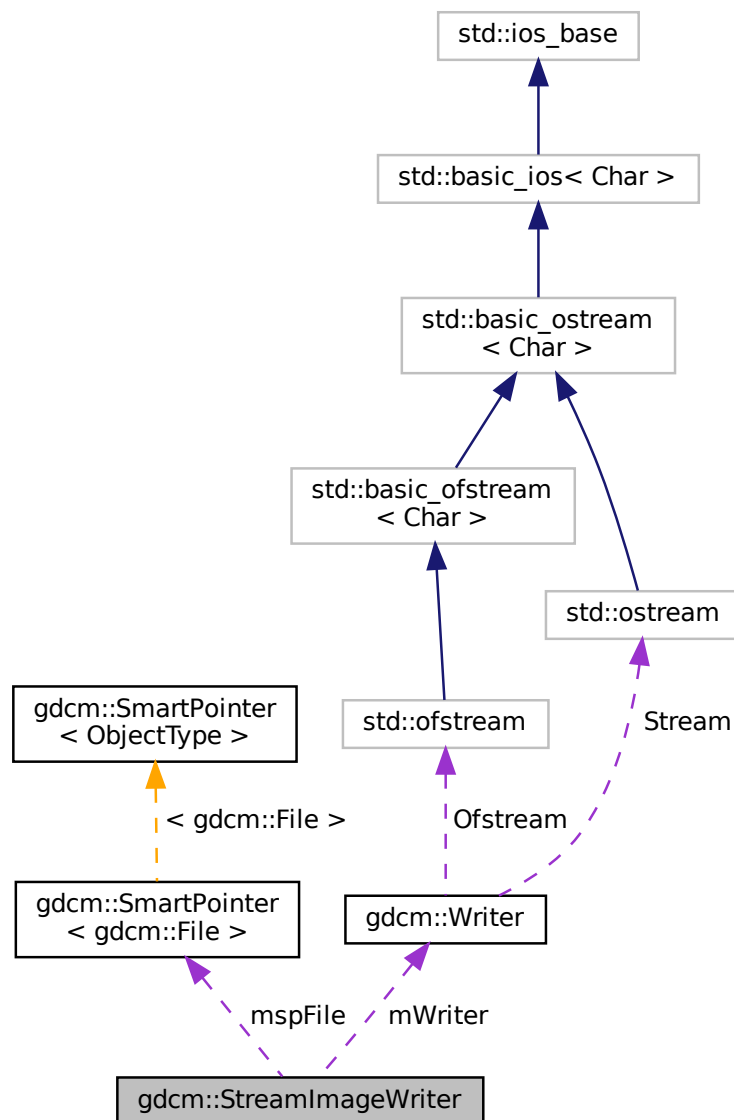 std::ios_base
std::basic_ios< Char >
std::basic_ostream
< Char >
std::basic_ofstream
< Char >
std::ostream
gdcm::SmartPointer
< ObjectType >
std::ofstream
Stream
< gdcm::File >
Ofstream
gdcm::SmartPointer
< gdcm::File >
gdcm::Writer
mspFile
mWriter
gdcm::StreamImageWriter